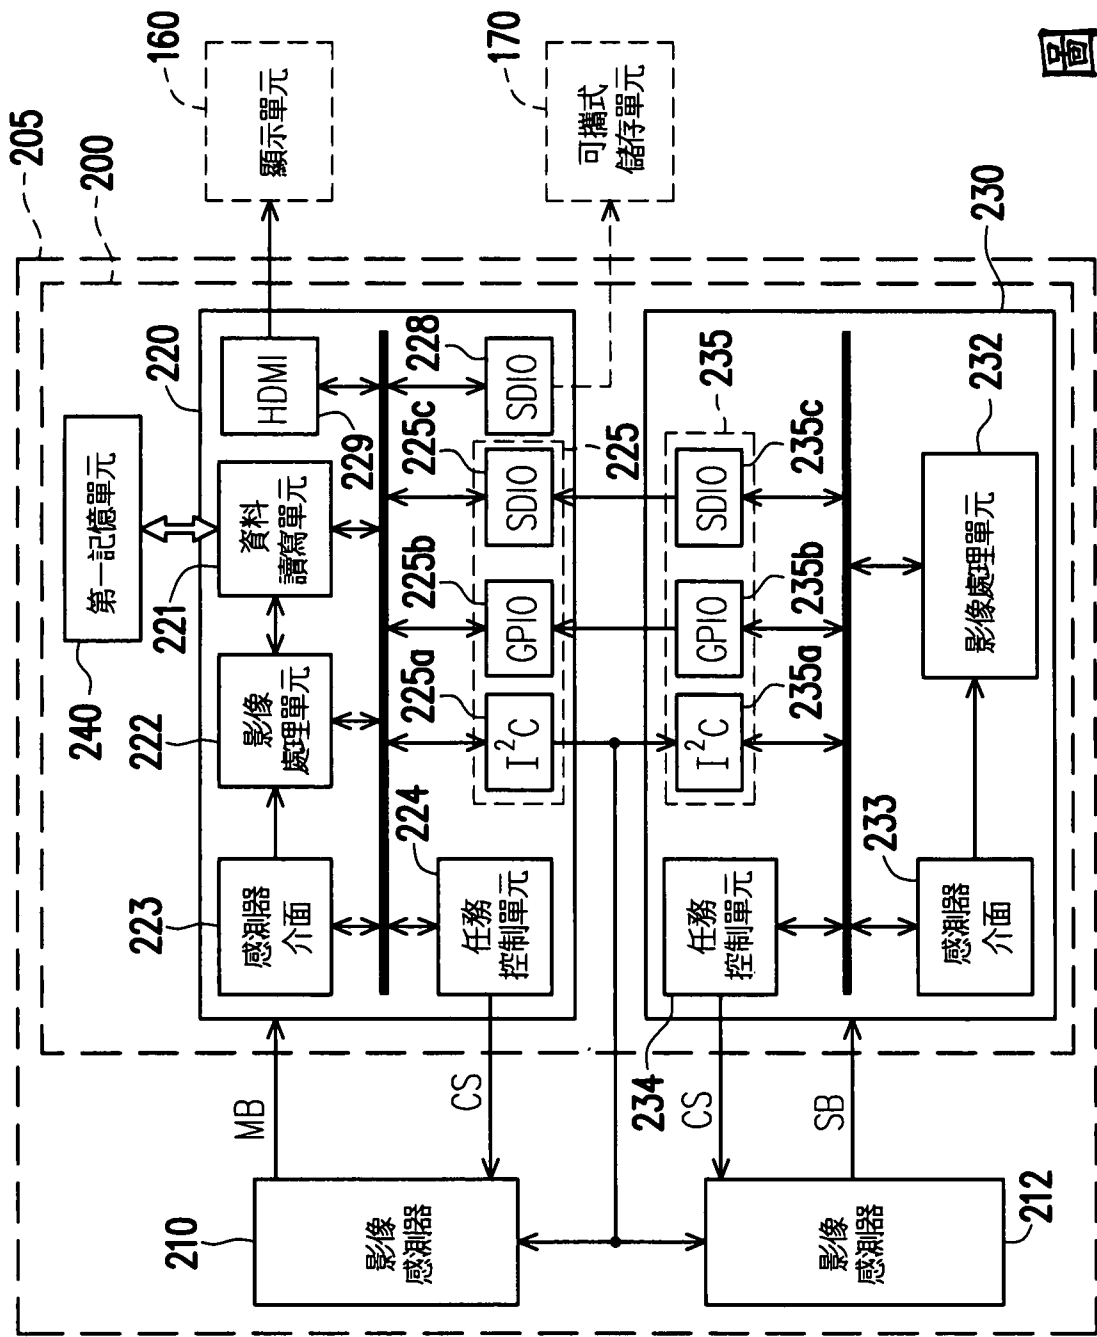 205
200
160
顯示單元
170
可攜式
儲存單元
圖
第一記憶單元
240
220
HDMI
229
資料
讀寫單元
221
影像
處理單元
222
感測器
介面
223
任務
控制單元
224
I²C
225a
GPIO
225b
SDIO
225c
225
SDIO
228
230
235
I²C
235a
GPIO
235b
SDIO
235c
任務
控制單元
234
感測器
介面
233
影像處理單元
232
MB
CS
CS
SB
影像
感測器
210
影像
感測器
212